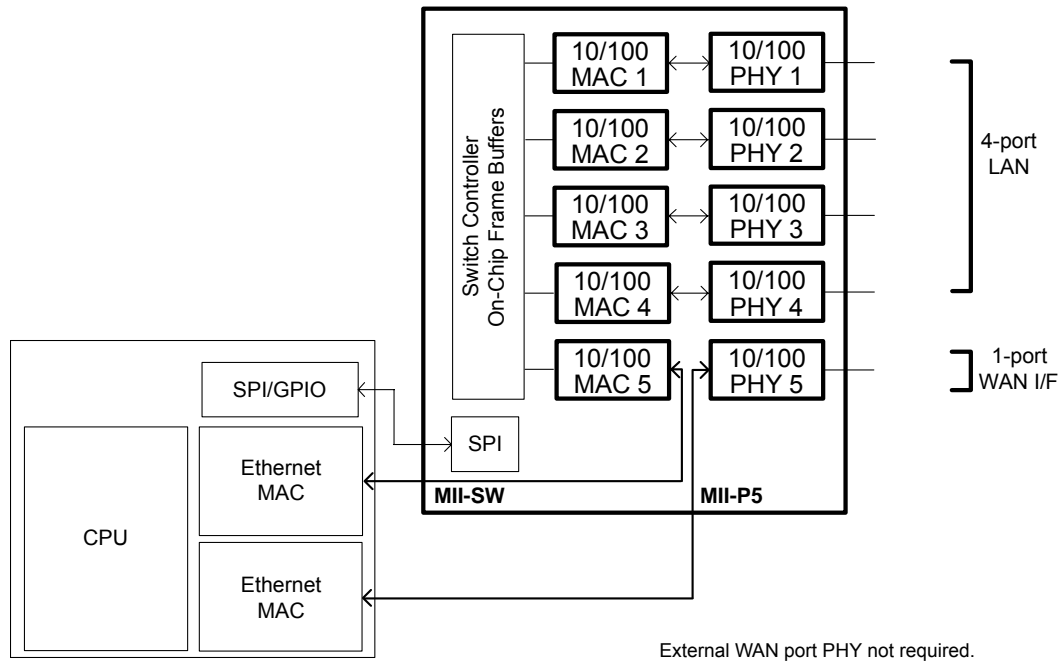 10/100
MAC 1
10/100
PHY 1
10/100
MAC 2
10/100
PHY 2
10/100
MAC 3
10/100
PHY 3
10/100
MAC 4
10/100
PHY 4
10/100
MAC 5
10/100
PHY 5
Switch Controller
On-Chip Frame Buffers
4-port
LAN
1-port
WAN I/F
SPI/GPIO
SPI
Ethernet
MAC
MII-SW
MII-P5
CPU
Ethernet
MAC
External WAN port PHY not required.